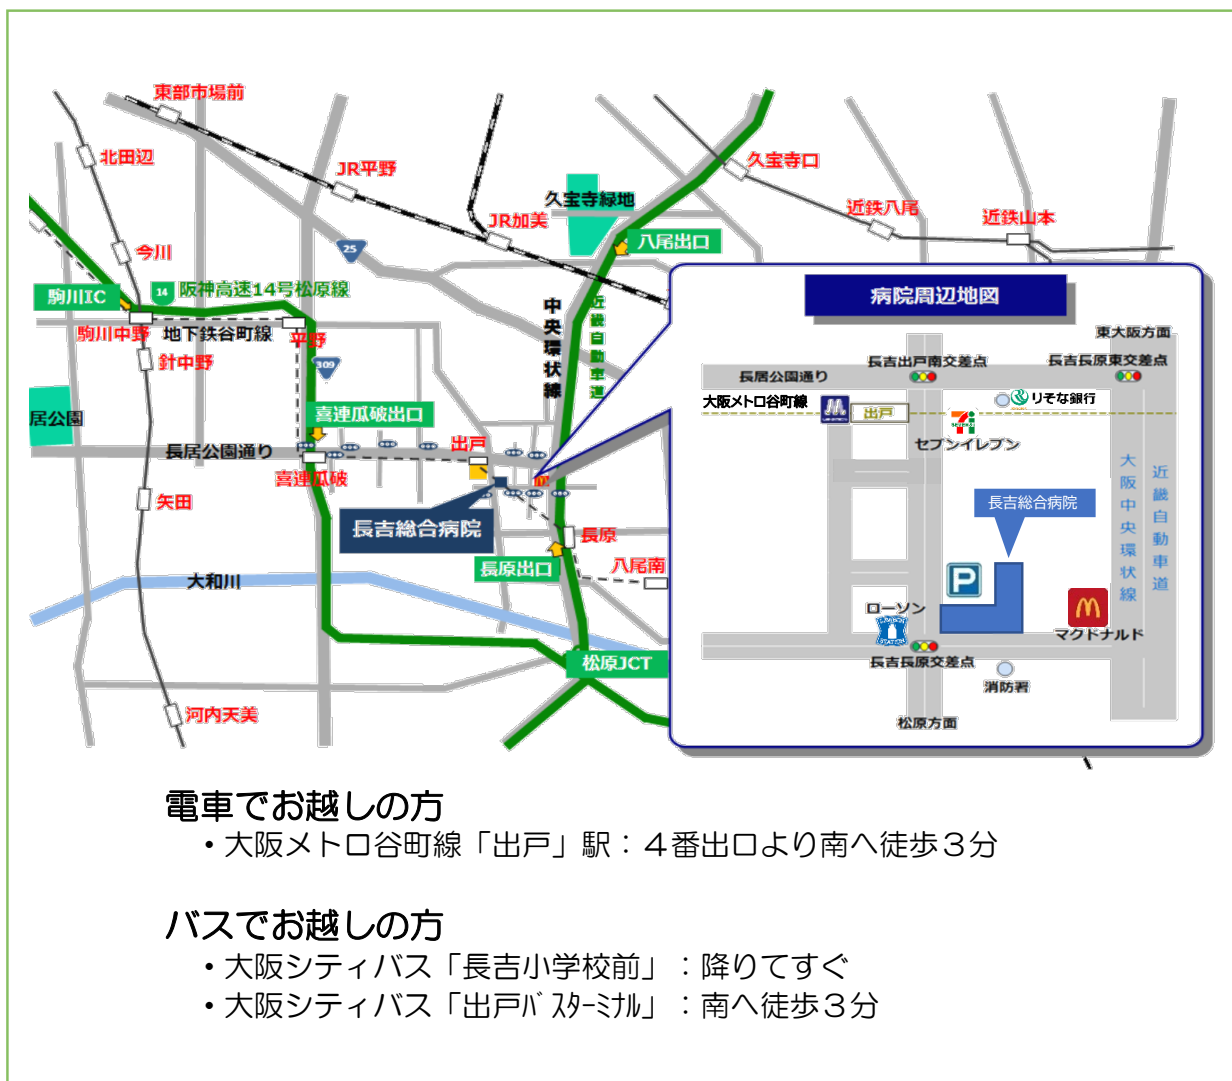 東部市場前
北田辺
JR平野
久宝寺口
久宝寺緑地
近鉄八尾
近鉄山本
JR加美
25
八尾出口
今川
駒川IC
14
阪神高速14号松原線
中央環状線
近畿自動車道
駒川中野
地下鉄谷町線
平野
針中野
309
居公園
喜連瓜破出口
長居公園通り
出戸
喜連瓜破
矢田
長吉総合病院
長原
長原出口
八尾南
大和川
松原JCT
河内天美
病院周辺地図
東大阪方面
長吉出戸南交差点
長吉長原東交差点
長居公園通り
大阪メトロ谷町線
出戸
りそな銀行
セブンイレブン
大阪中央環状線
近畿自動車道
長吉総合病院
P
ローソン
マクドナルド
長吉長原交差点
消防署
松原方面
電車でお越しの方
・大阪メトロ谷町線「出戸」駅：４番出口より南へ徒歩３分
バスでお越しの方
・大阪シティバス「長吉小学校前」：降りてすぐ
・大阪シティバス「出戸ﾊﾞｽﾀｰﾐﾅﾙ」：南へ徒歩３分